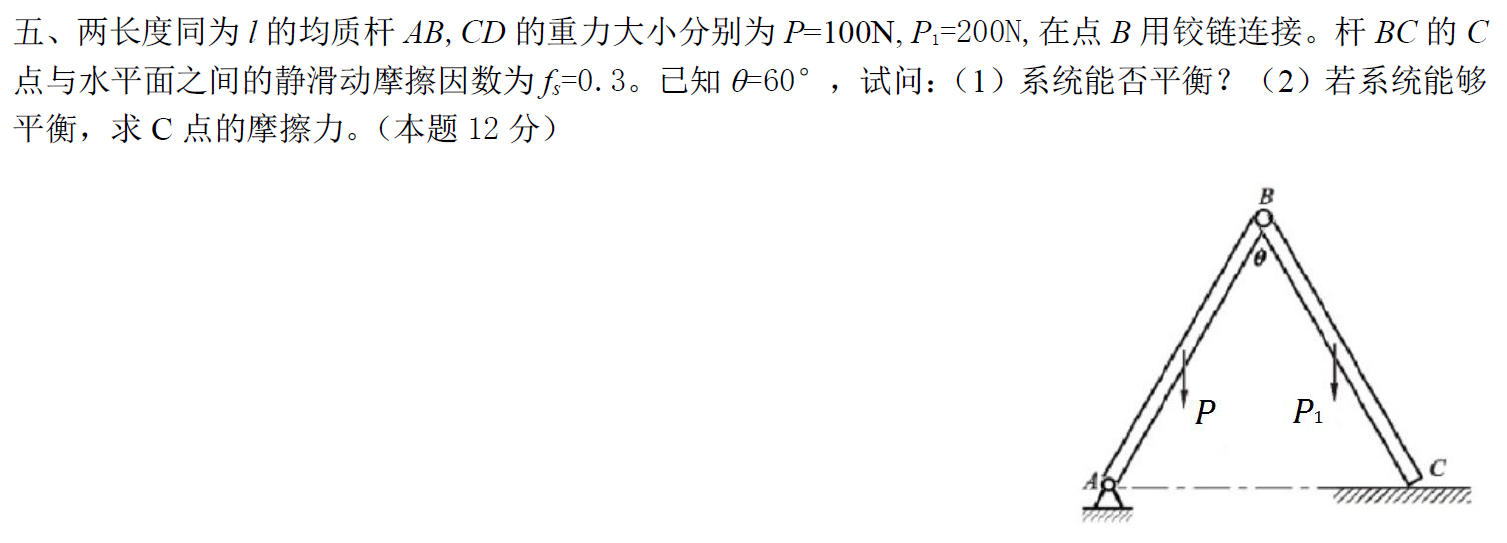 五、两长度同为 l 的均质杆 AB, CD 的重力大小分别为 P=100N, P₁=200N, 在点 B 用铰链连接。杆 BC 的 C
点与水平面之间的静滑动摩擦因数为 fₛ=0.3。已知 θ=60°，试问：（1）系统能否平衡？（2）若系统能够
平衡，求 C 点的摩擦力。（本题 12 分）
B
θ
P
P₁
A
C